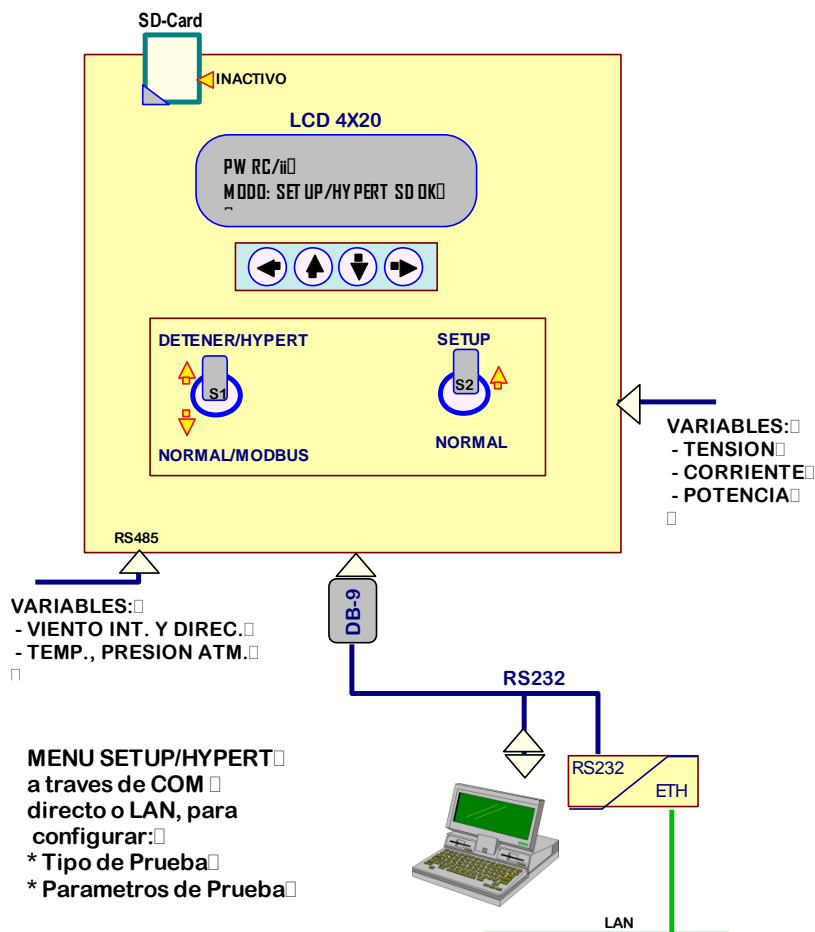 SD-Card
INACTIVO
LCD 4X20
PW RC/ii
MODO: SETUP/HYPERT SD OK
DETENER/HYPERT
SETUP
S1
S2
NORMAL/MODBUS
NORMAL
VARIABLES:
- TENSION
- CORRIENTE
- POTENCIA
RS485
VARIABLES:
- VIENTO INT. Y DIREC.
- TEMP., PRESION ATM.
DB-9
RS232
MENU SETUP/HYPERT
a traves de COM
directo o LAN, para
configurar:
* Tipo de Prueba
* Parametros de Prueba
RS232
ETH
LAN